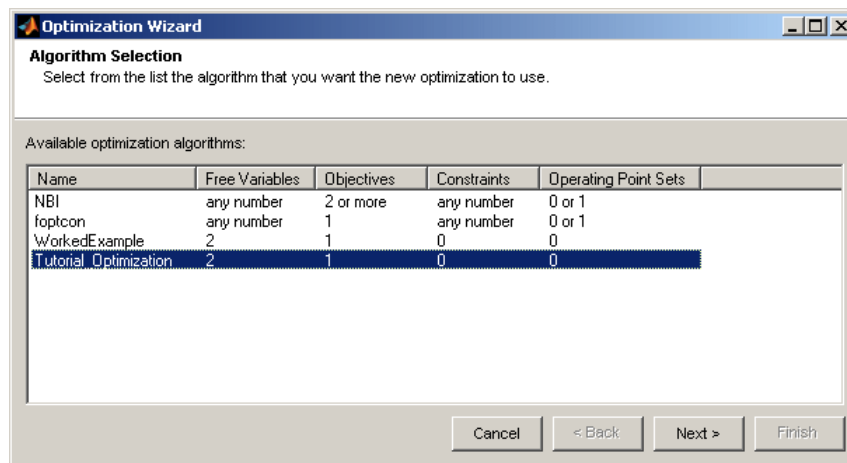 Optimization Wizard
Algorithm Selection
Select from the list the algorithm that you want the new optimization to use.
Available optimization algorithms:
Name Free Variables Objectives Constraints Operating Point Sets
NBI any number 2 or more any number 0 or 1
foptcon any number 1 any number 0 or 1
WorkedExample 2 1 0 0
Tutorial_Optimization 2 1 0 0
Cancel < Back Next > Finish